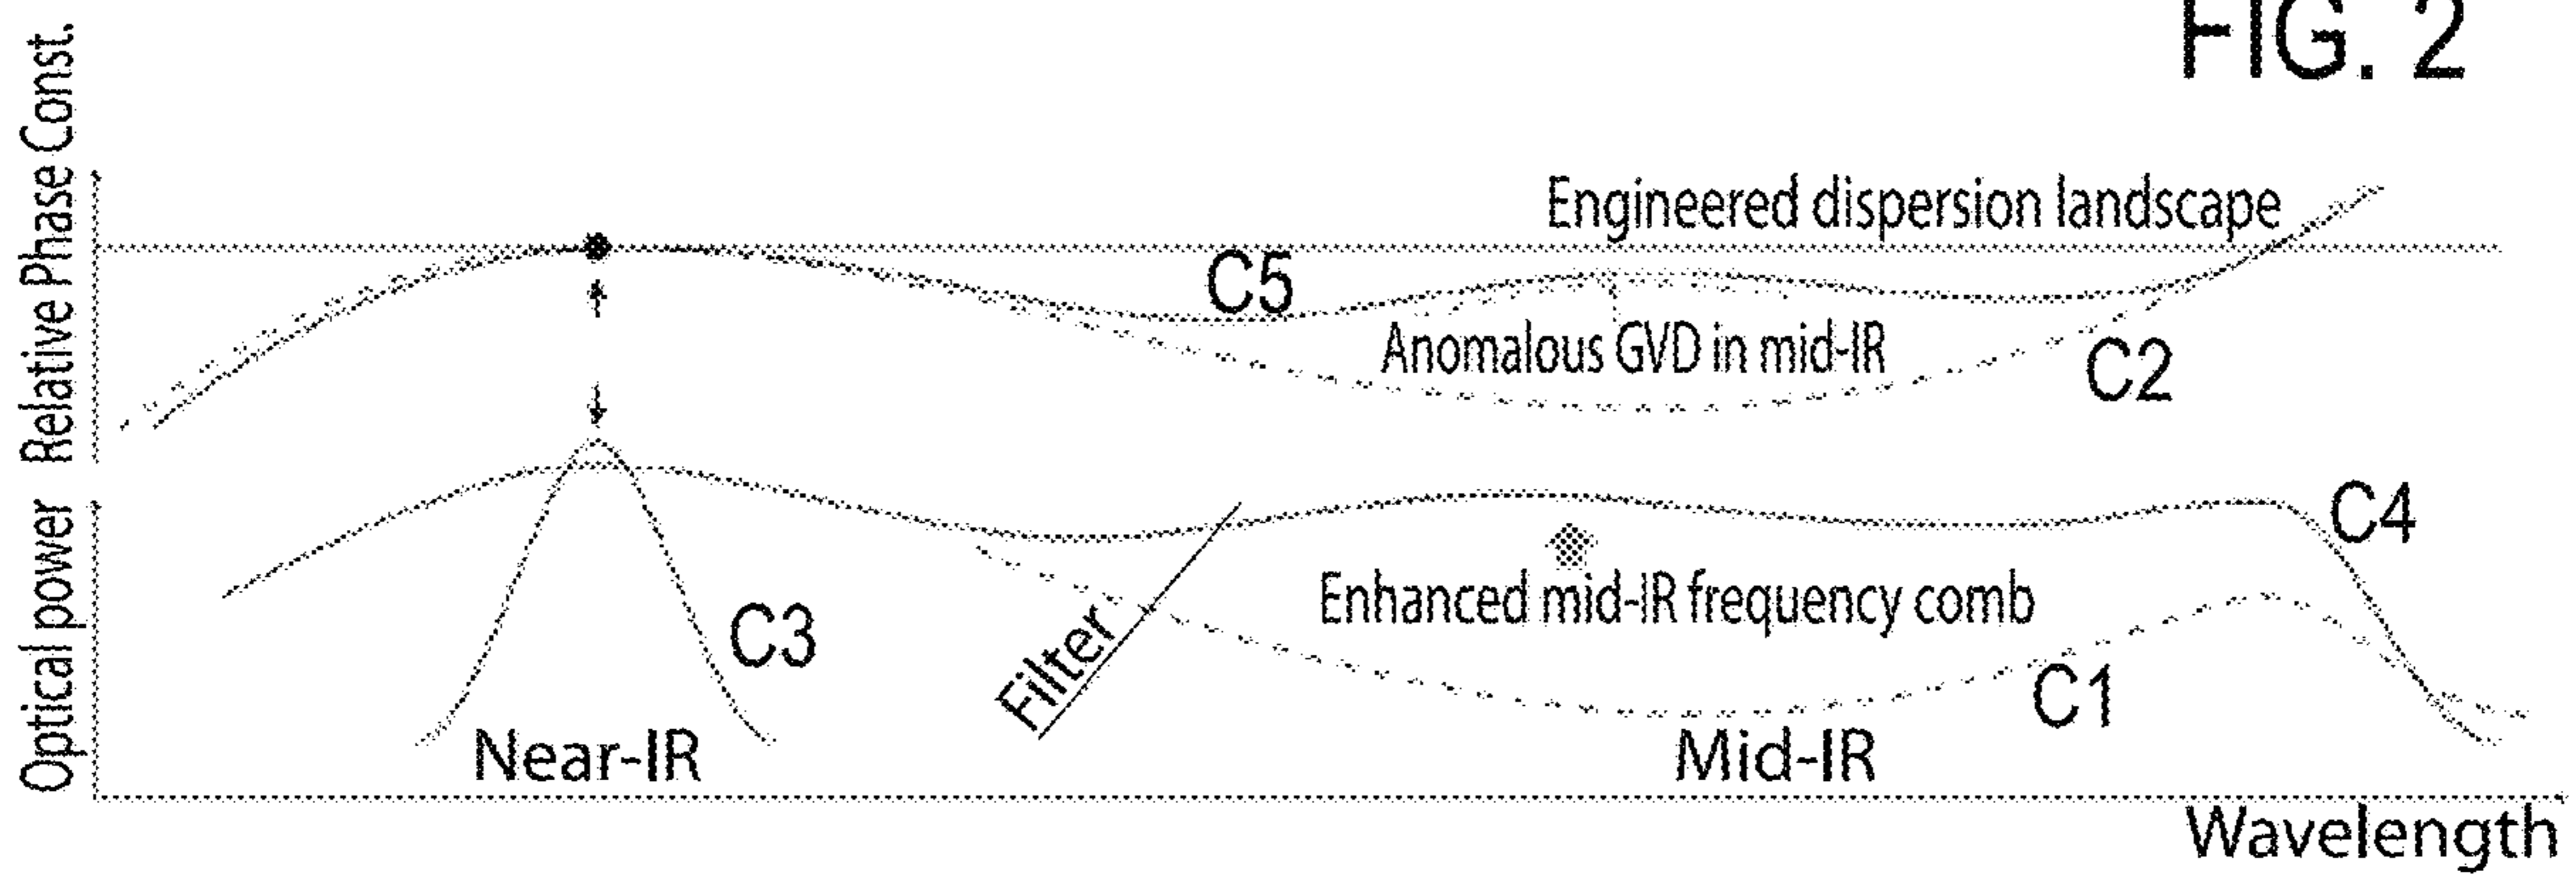 FIG. 2
Relative Phase Const.
Engineered dispersion landscape
C5
Anomalous GVD in mid-IR
C2
Optical power
C4
Enhanced mid-IR frequency comb
C3
Filter
C1
Near-IR
Mid-IR
Wavelength